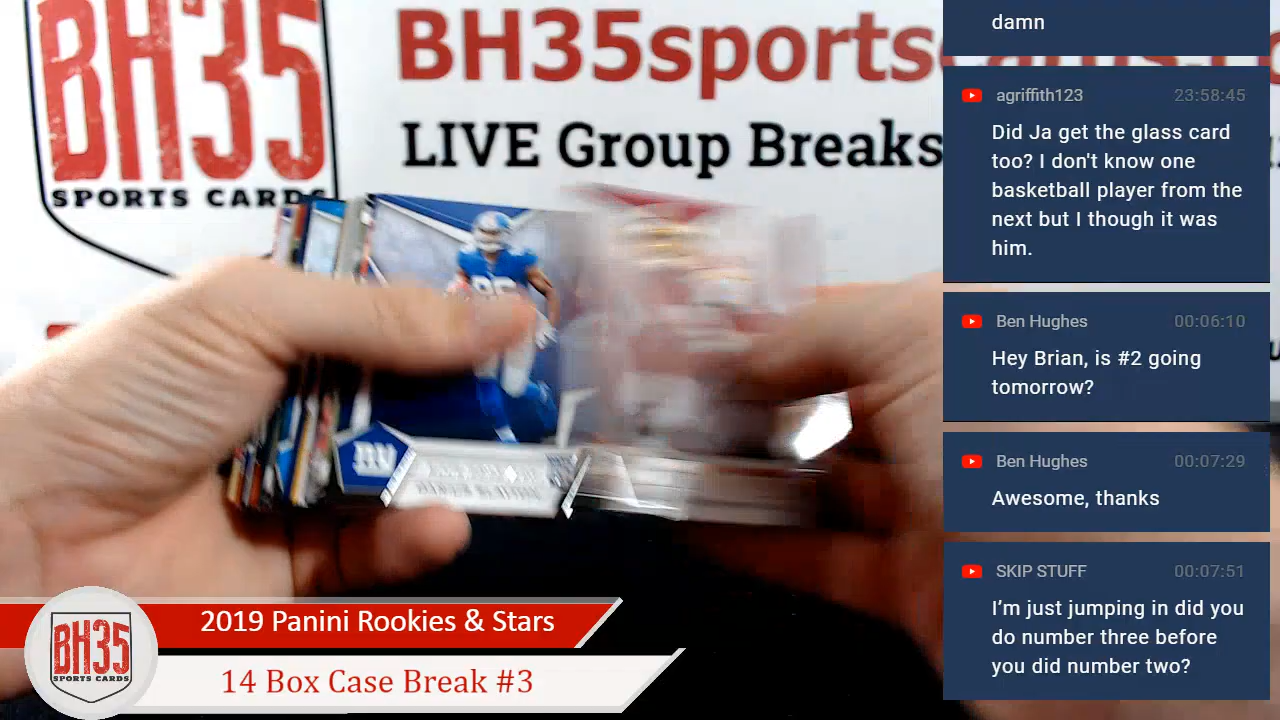 BH35
SPORTS CARDS
BH35sports
LIVE Group Breaks
damn
agriffith123 23:58:45
Did Ja get the glass card
too? I don't know one
basketball player from the
next but I though it was
him.
Ben Hughes 00:06:10
Hey Brian, is #2 going
tomorrow?
Ben Hughes 00:07:29
Awesome, thanks
SKIP STUFF 00:07:51
I'm just jumping in did you
do number three before
you did number two?
2019 Panini Rookies & Stars
14 Box Case Break #3
BH35
SPORTS CARDS